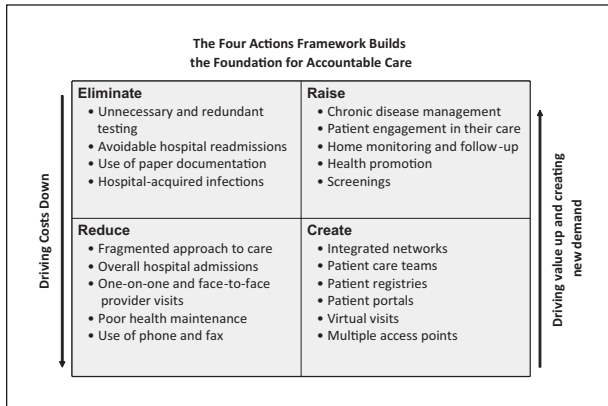 The Four Actions Framework Builds
the Foundation for Accountable Care
Driving Costs Down
Eliminate
• Unnecessary and redundant
testing
• Avoidable hospital readmissions
• Use of paper documentation
• Hospital-acquired infections
Raise
• Chronic disease management
• Patient engagement in their care
• Home monitoring and follow-up
• Health promotion
• Screenings
Reduce
• Fragmented approach to care
• Overall hospital admissions
• One-on-one and face-to-face
provider visits
• Poor health maintenance
• Use of phone and fax
Create
• Integrated networks
• Patient care teams
• Patient registries
• Patient portals
• Virtual visits
• Multiple access points
Driving value up and creating
new demand